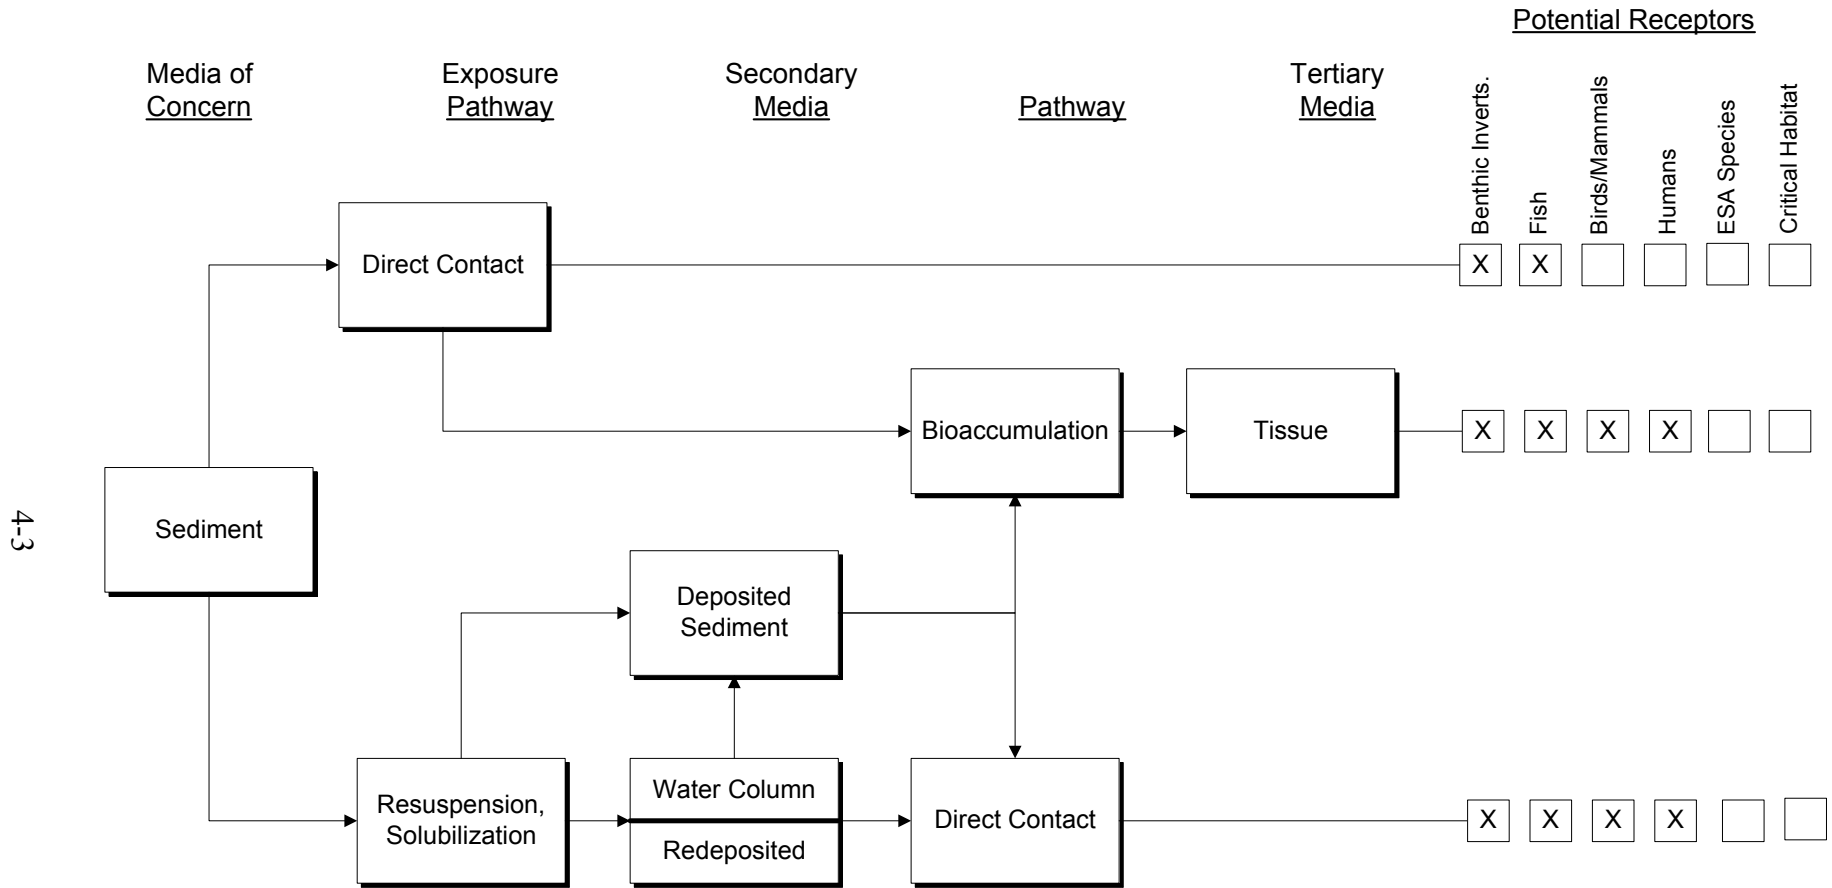 Potential Receptors
Media of
Concern
Exposure
Pathway
Secondary
Media
Pathway
Tertiary
Media
Benthic Inverts.
Fish
Birds/Mammals
Humans
ESA Species
Critical Habitat
Direct Contact
X X
Bioaccumulation
Tissue
X X X X
Sediment
4-3
Deposited
Sediment
Resuspension,
Solubilization
Water Column
Redeposited
Direct Contact
X X X X